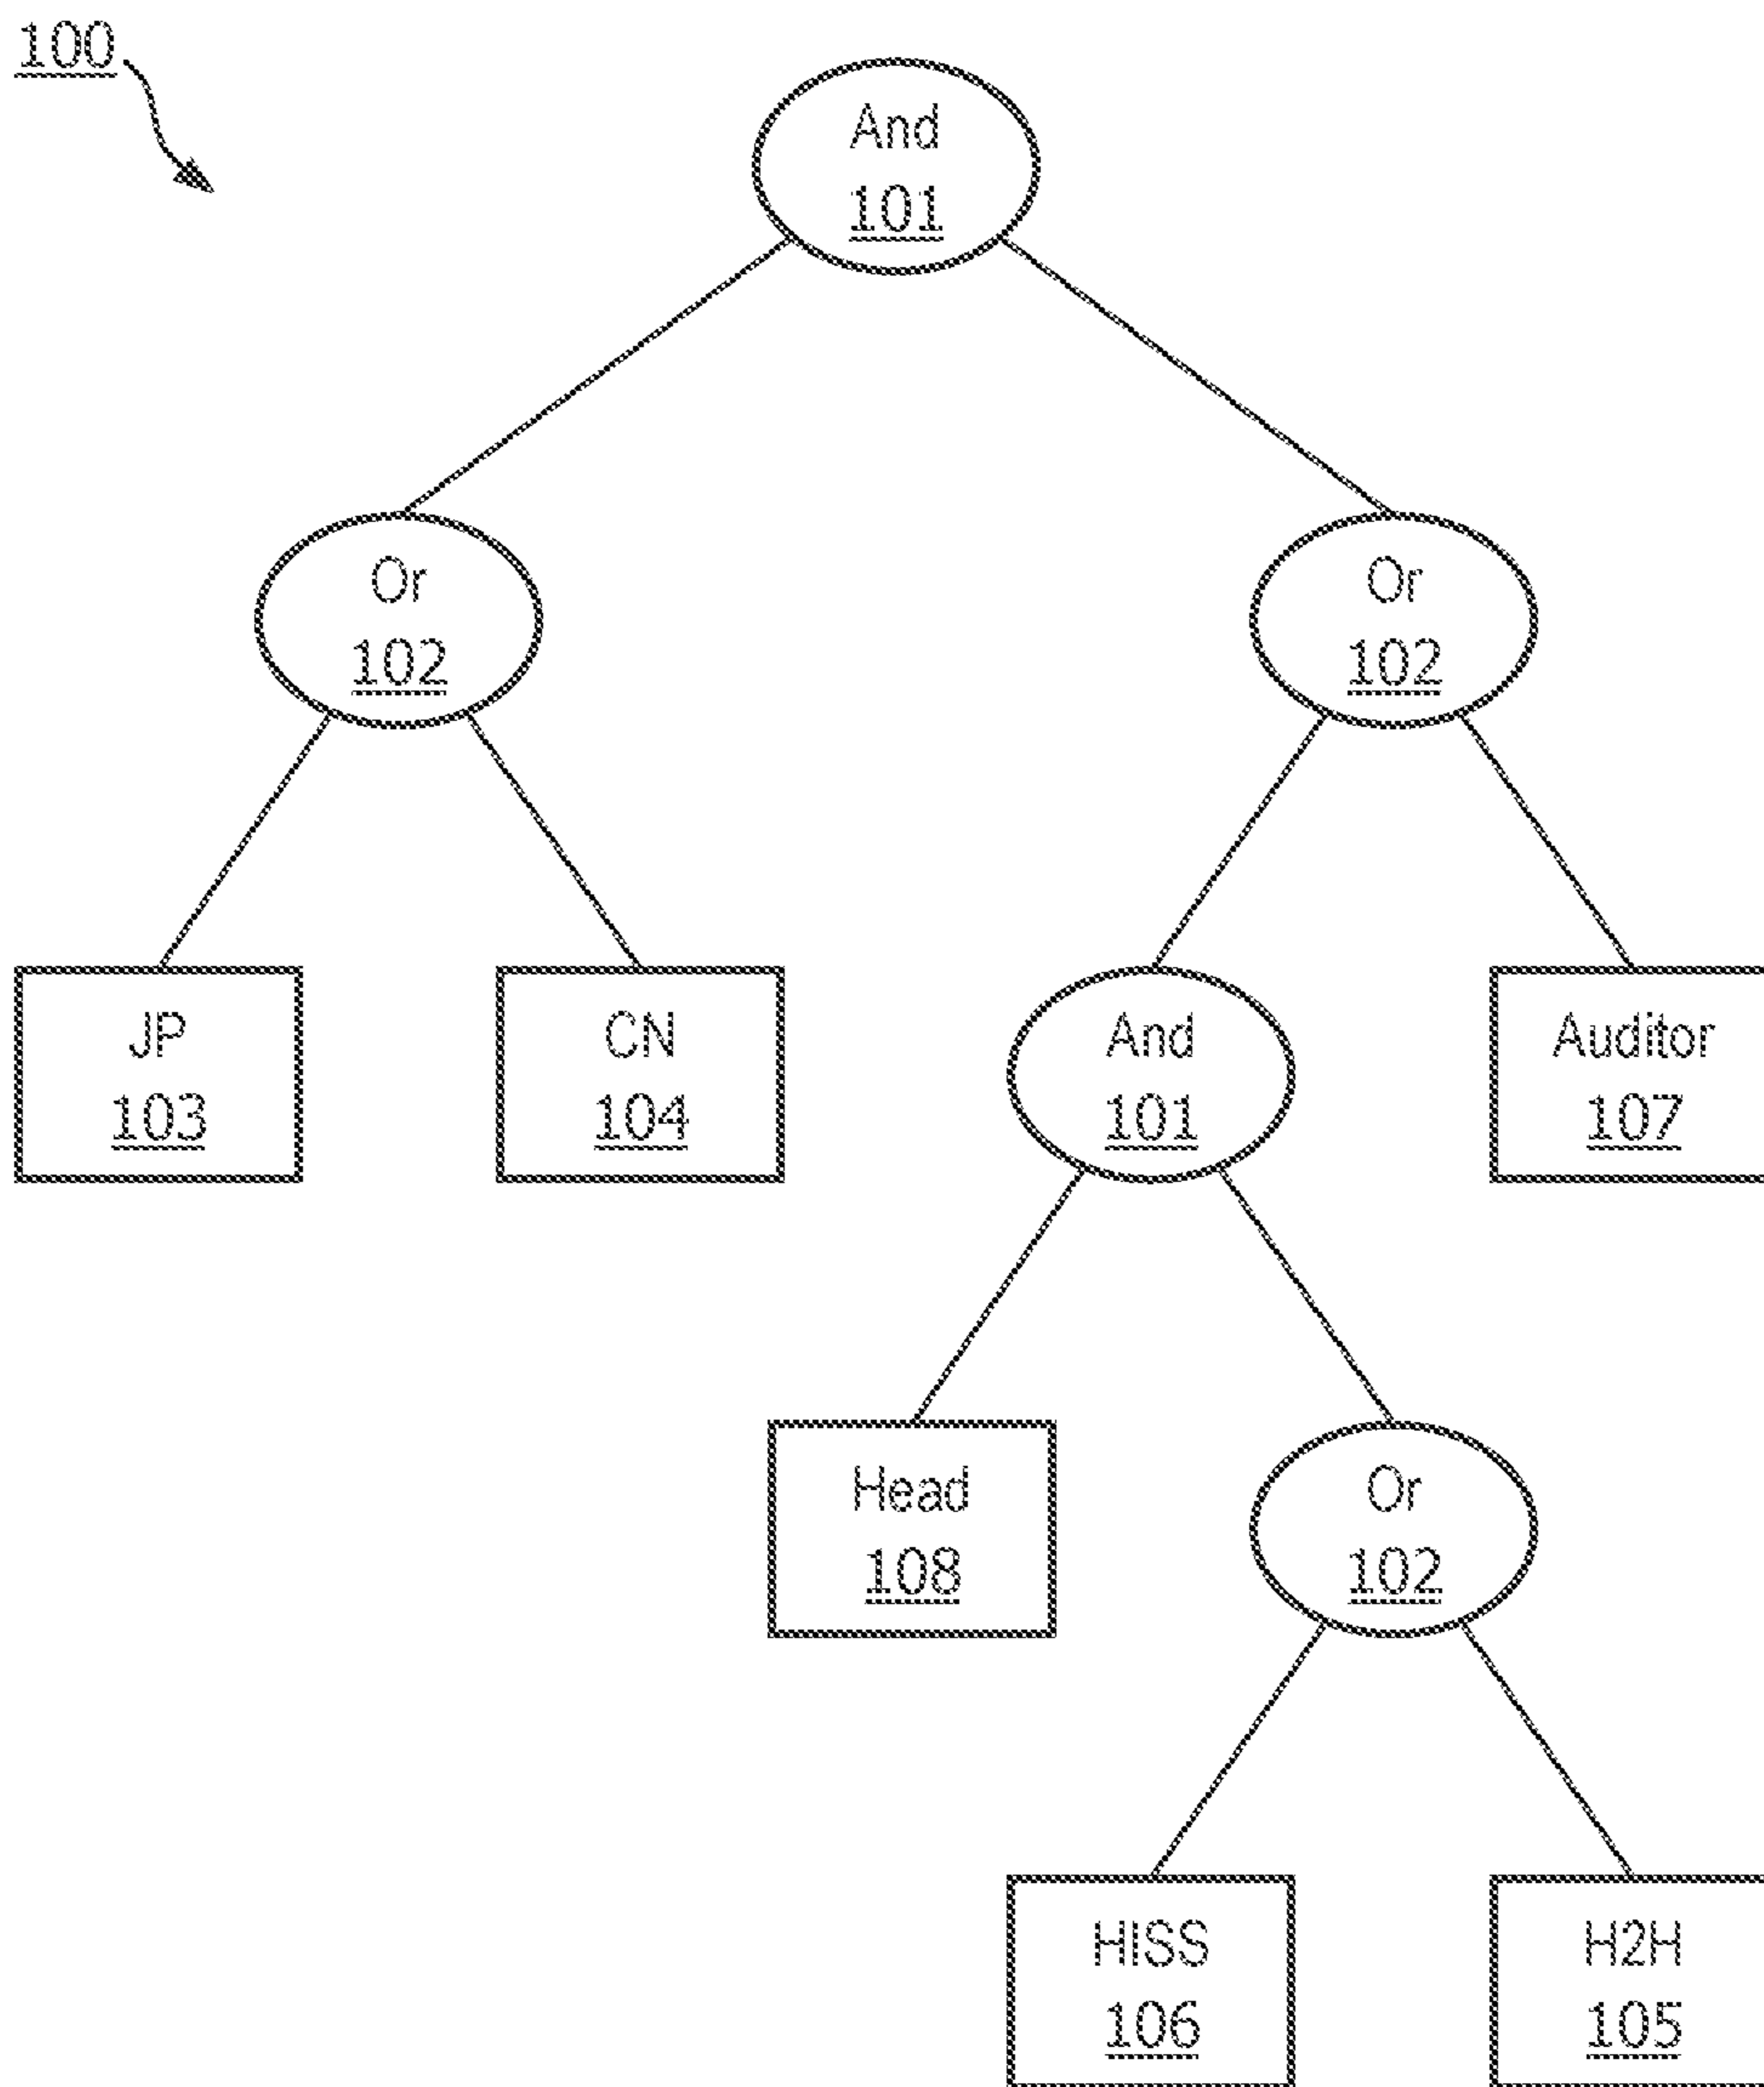 100
And
101
Or
102
Or
102
JP
103
CN
104
And
101
Auditor
107
Head
108
Or
102
HISS
106
H2H
105